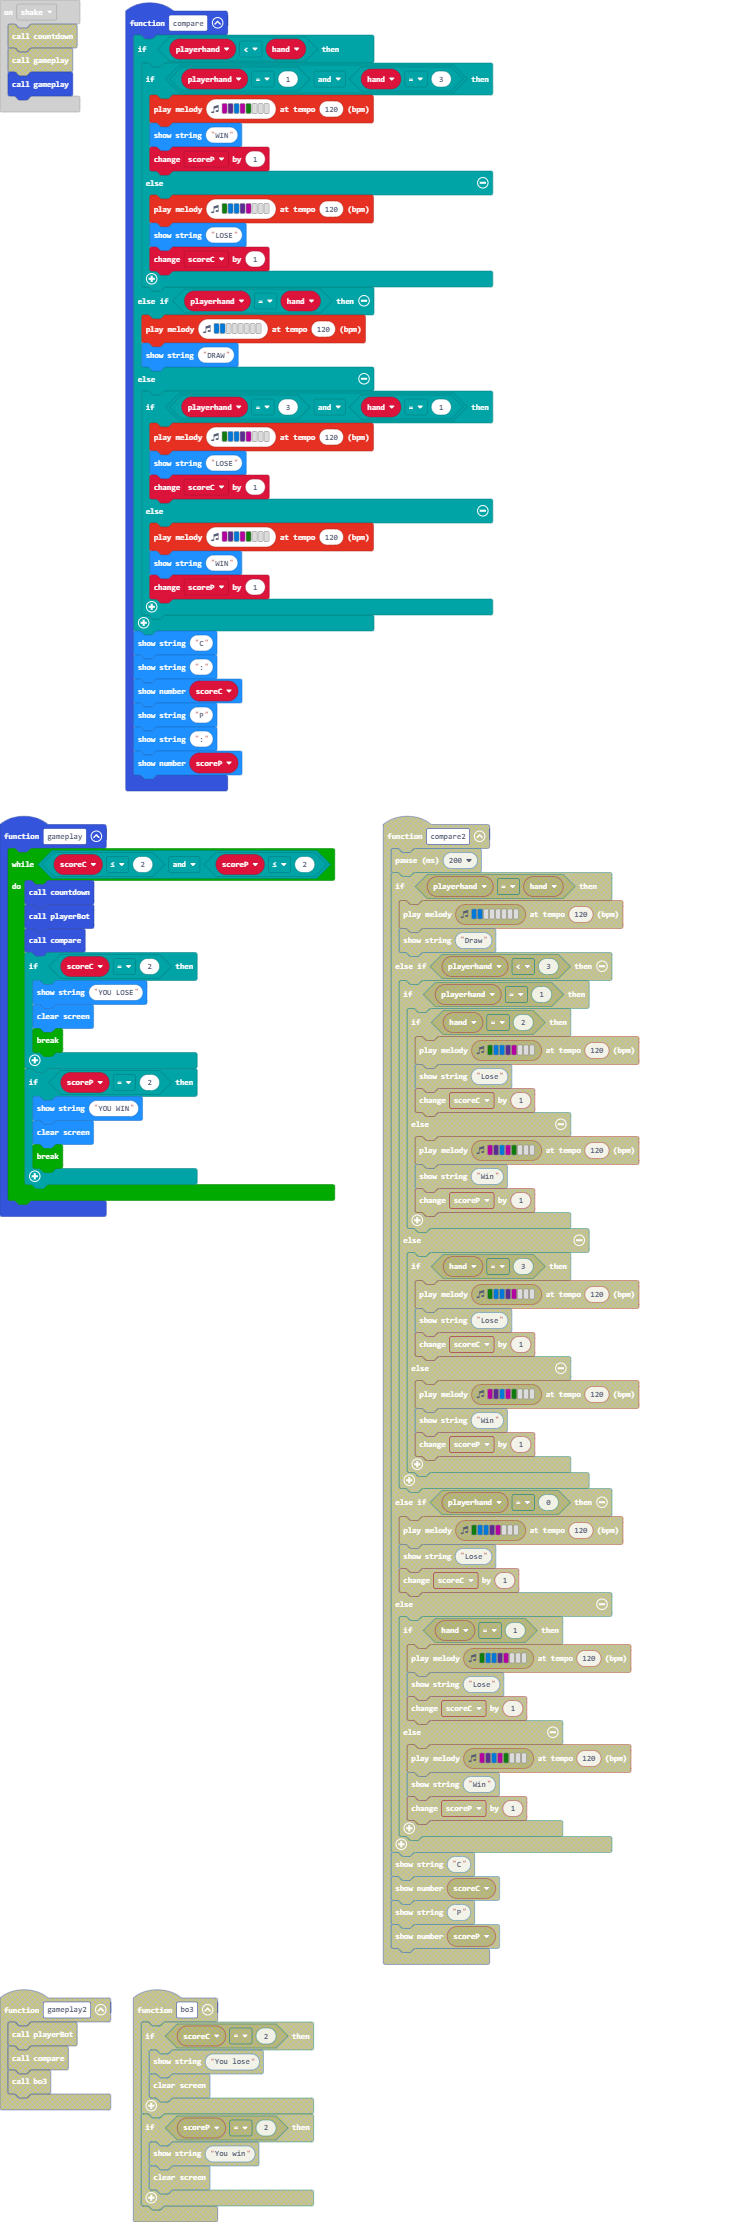 on shake
call countdown
call gameplay
call gameplay
function compare
if playerhand < hand then
if playerhand = 1 and hand = 3 then
play melody at tempo 120 (bpm)
show string "WIN"
change scoreP by 1
else
play melody at tempo 120 (bpm)
show string "LOSE"
change scoreC by 1
else if playerhand = hand then
play melody at tempo 120 (bpm)
show string "DRAW"
else
if playerhand = 3 and hand = 1 then
play melody at tempo 120 (bpm)
show string "LOSE"
change scoreC by 1
else
play melody at tempo 120 (bpm)
show string "WIN"
change scoreP by 1
show string "C"
show string ":"
show number scoreC
show string "P"
show string ":"
show number scoreP
function gameplay
while scoreC ≤ 2 and scoreP ≤ 2
do
call countdown
call playerBot
call compare
if scoreC = 2 then
show string "YOU LOSE"
clear screen
break
if scoreP = 2 then
show string "YOU WIN"
clear screen
break
function compare2
pause (ms) 200
if playerhand = hand then
play melody at tempo 120 (bpm)
show string "Draw"
else if playerhand < 3 then
if playerhand = 1 then
if hand = 2 then
play melody at tempo 120 (bpm)
show string "Lose"
change scoreC by 1
else
play melody at tempo 120 (bpm)
show string "Win"
change scoreP by 1
else
if hand = 3 then
play melody at tempo 120 (bpm)
show string "Lose"
change scoreC by 1
else
play melody at tempo 120 (bpm)
show string "Win"
change scoreP by 1
else if playerhand = 0 then
play melody at tempo 120 (bpm)
show string "Lose"
change scoreC by 1
else
if hand = 1 then
play melody at tempo 120 (bpm)
show string "Lose"
change scoreC by 1
else
play melody at tempo 120 (bpm)
show string "Win"
change scoreP by 1
show string "C"
show number scoreC
show string "P"
show number scoreP
function gameplay2
call playerBot
call compare
call bo3
function bo3
if scoreC = 2 then
show string "You lose"
clear screen
if scoreP = 2 then
show string "You win"
clear screen